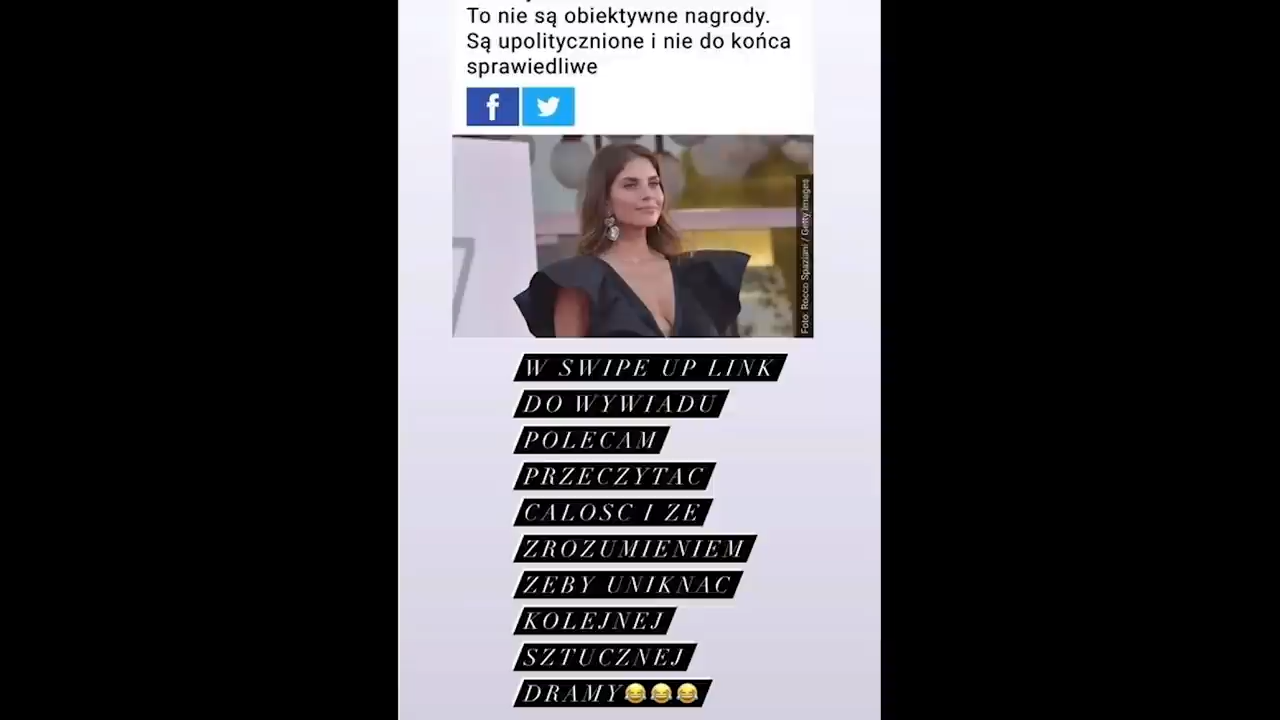 To nie są obiektywne nagrody.
Są upolitycznione i nie do końca
sprawiedliwe
Foto: Rocco Spaziani / Getty Images
W SWIPE UP LINK
DO WYWIADU
POLECAM
PRZECZYTAC
CALOSC I ZE
ZROZUMIENIEM
ZEBY UNIKNAC
KOLEJNEJ
SZTUCZNEJ
DRAMY😂😂😂